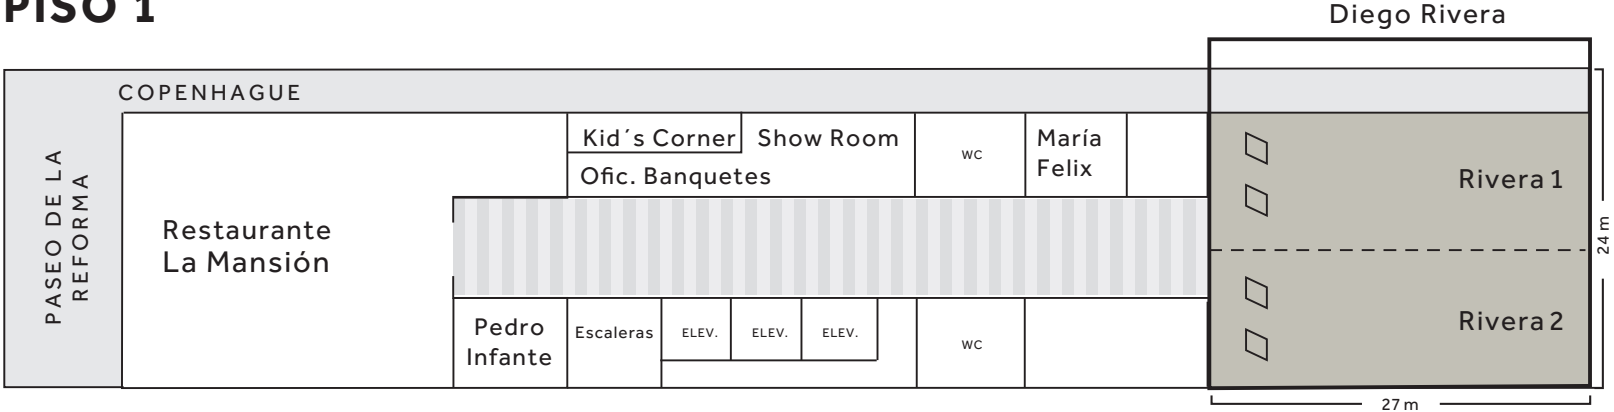 PISO 1
Diego Rivera
COPENHAGUE
PASEO DE LA
REFORMA
Restaurante
La Mansión
Kid´s Corner
Show Room
Ofic. Banquetes
WC
María
Felix
Rivera 1
24 m
Pedro
Infante
Escaleras
ELEV.
ELEV.
ELEV.
WC
Rivera 2
27 m